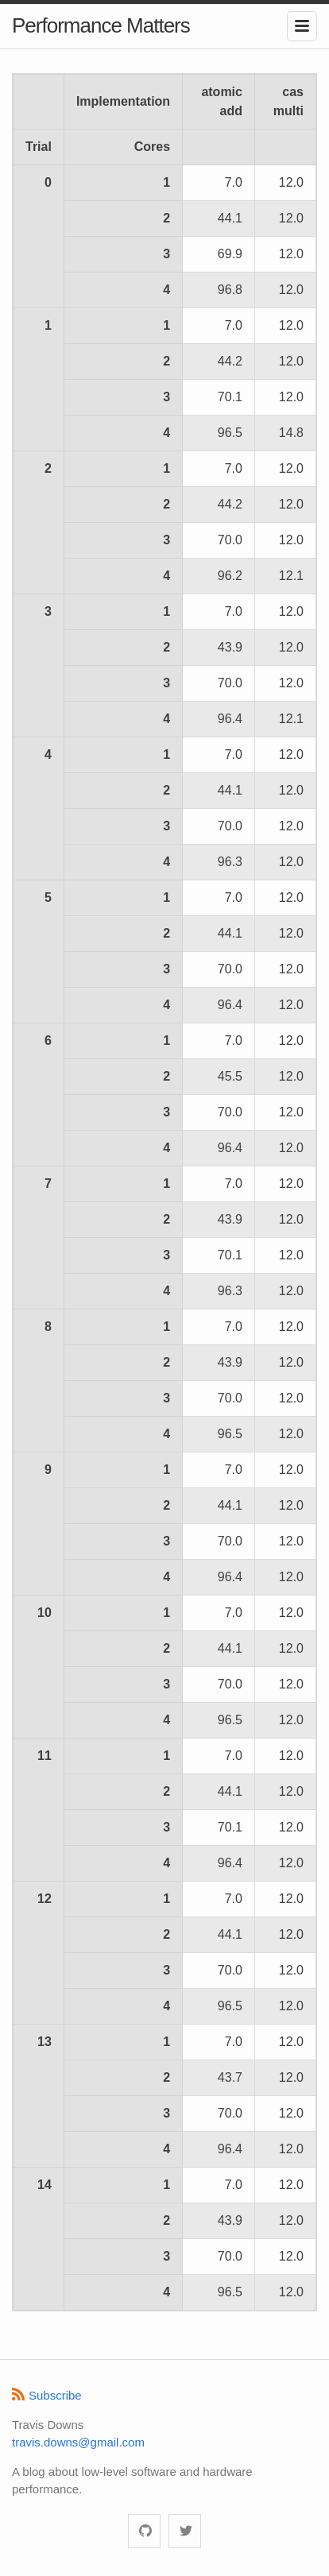 Performance Matters
Implementation atomic add cas multi
Trial Cores
0 1 7.0 12.0
2 44.1 12.0
3 69.9 12.0
4 96.8 12.0
1 1 7.0 12.0
2 44.2 12.0
3 70.1 12.0
4 96.5 14.8
2 1 7.0 12.0
2 44.2 12.0
3 70.0 12.0
4 96.2 12.1
3 1 7.0 12.0
2 43.9 12.0
3 70.0 12.0
4 96.4 12.1
4 1 7.0 12.0
2 44.1 12.0
3 70.0 12.0
4 96.3 12.0
5 1 7.0 12.0
2 44.1 12.0
3 70.0 12.0
4 96.4 12.0
6 1 7.0 12.0
2 45.5 12.0
3 70.0 12.0
4 96.4 12.0
7 1 7.0 12.0
2 43.9 12.0
3 70.1 12.0
4 96.3 12.0
8 1 7.0 12.0
2 43.9 12.0
3 70.0 12.0
4 96.5 12.0
9 1 7.0 12.0
2 44.1 12.0
3 70.0 12.0
4 96.4 12.0
10 1 7.0 12.0
2 44.1 12.0
3 70.0 12.0
4 96.5 12.0
11 1 7.0 12.0
2 44.1 12.0
3 70.1 12.0
4 96.4 12.0
12 1 7.0 12.0
2 44.1 12.0
3 70.0 12.0
4 96.5 12.0
13 1 7.0 12.0
2 43.7 12.0
3 70.0 12.0
4 96.4 12.0
14 1 7.0 12.0
2 43.9 12.0
3 70.0 12.0
4 96.5 12.0
Subscribe
Travis Downs
travis.downs@gmail.com
A blog about low-level software and hardware
performance.